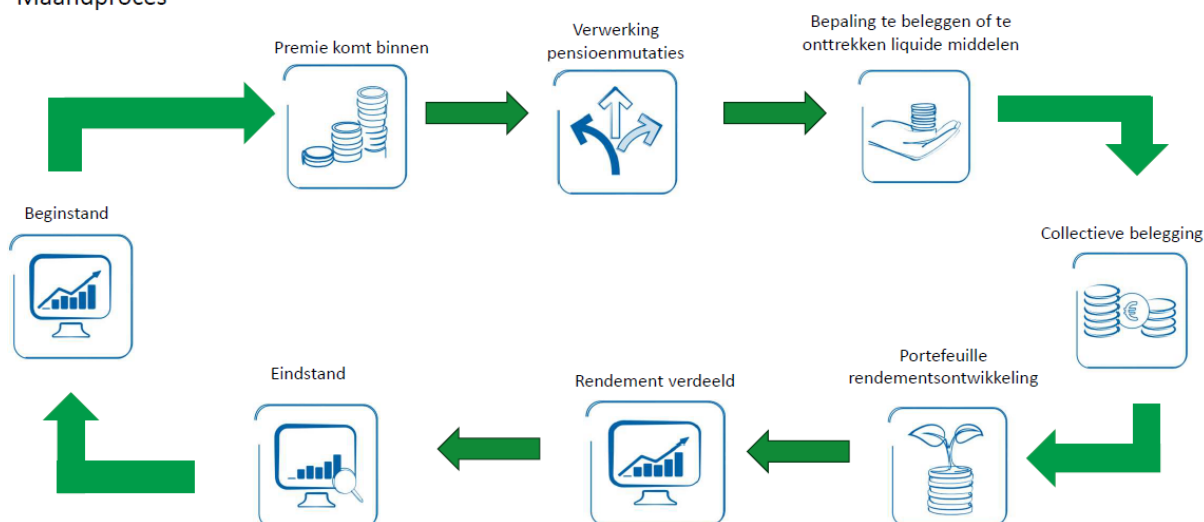 Maandproces
Premie komt binnen
Verwerking
pensioenmutaties
Bepaling te beleggen of te
onttrekken liquide middelen
Beginstand
Collectieve belegging
Eindstand
Rendement verdeeld
Portefeuille
rendementsontwikkeling
€